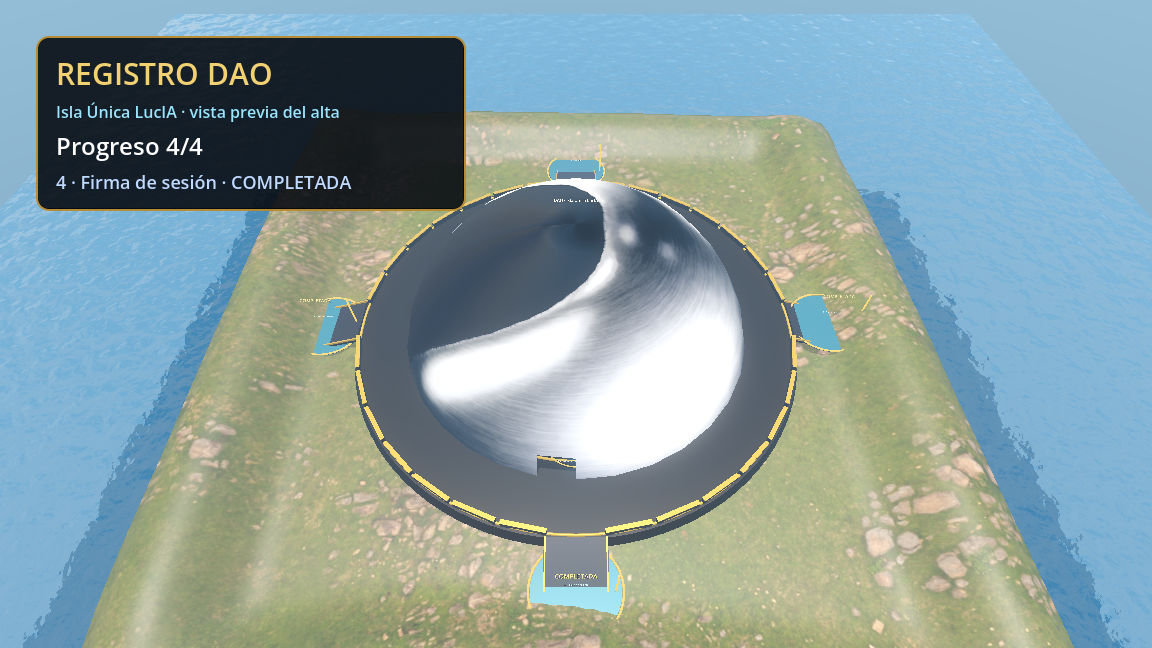 REGISTRO DAO
Isla Única LucIA · vista previa del alta
Progreso 4/4
4 · Firma de sesión · COMPLETADA
COMPLETADA